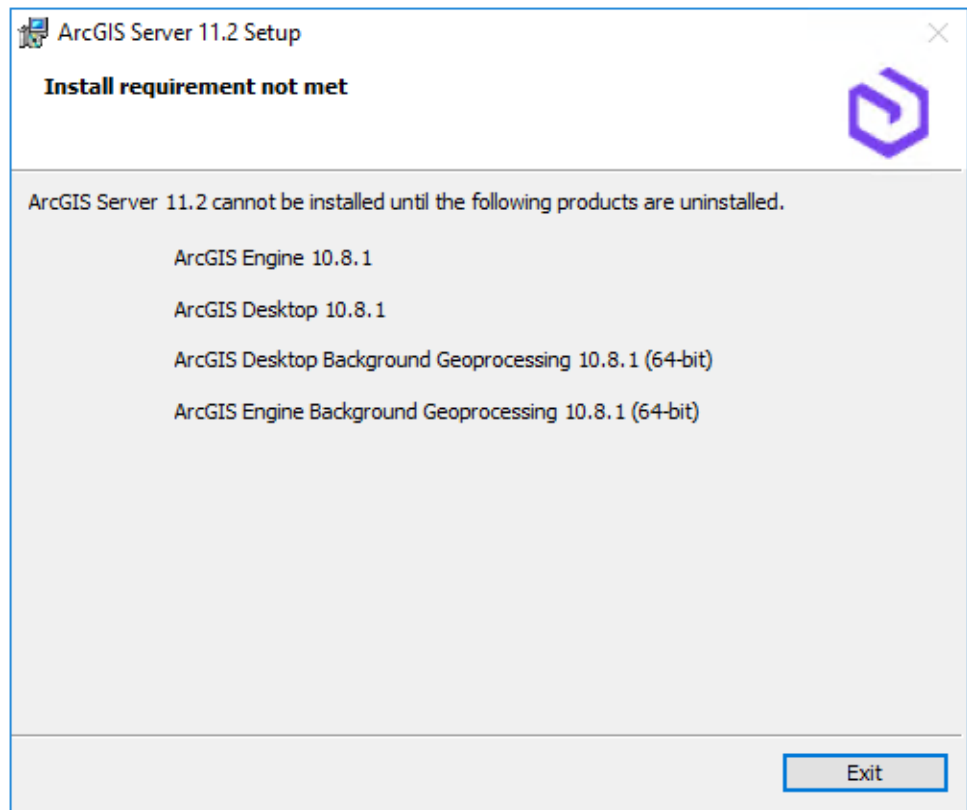 ArcGIS Server 11.2 Setup
Install requirement not met
ArcGIS Server 11.2 cannot be installed until the following products are uninstalled.
ArcGIS Engine 10.8.1
ArcGIS Desktop 10.8.1
ArcGIS Desktop Background Geoprocessing 10.8.1 (64-bit)
ArcGIS Engine Background Geoprocessing 10.8.1 (64-bit)
Exit